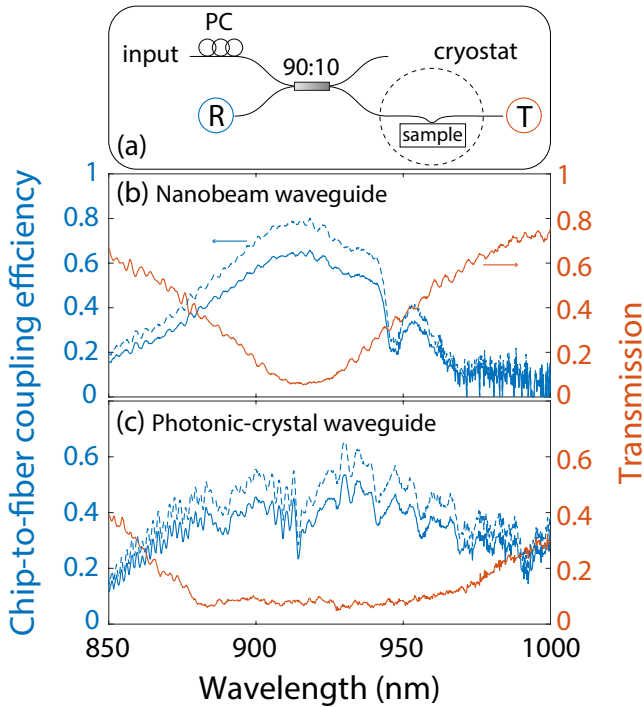 PC
input
90:10
cryostat
R
sample
T
(a)
Chip-to-fiber coupling efficiency
Transmission
(b) Nanobeam waveguide
1
0.8
0.6
0.4
0.2
0
1
0.8
0.6
0.4
0.2
0
(c) Photonic-crystal waveguide
0.6
0.4
0.2
0
0.6
0.4
0.2
0
850
900
950
1000
Wavelength (nm)